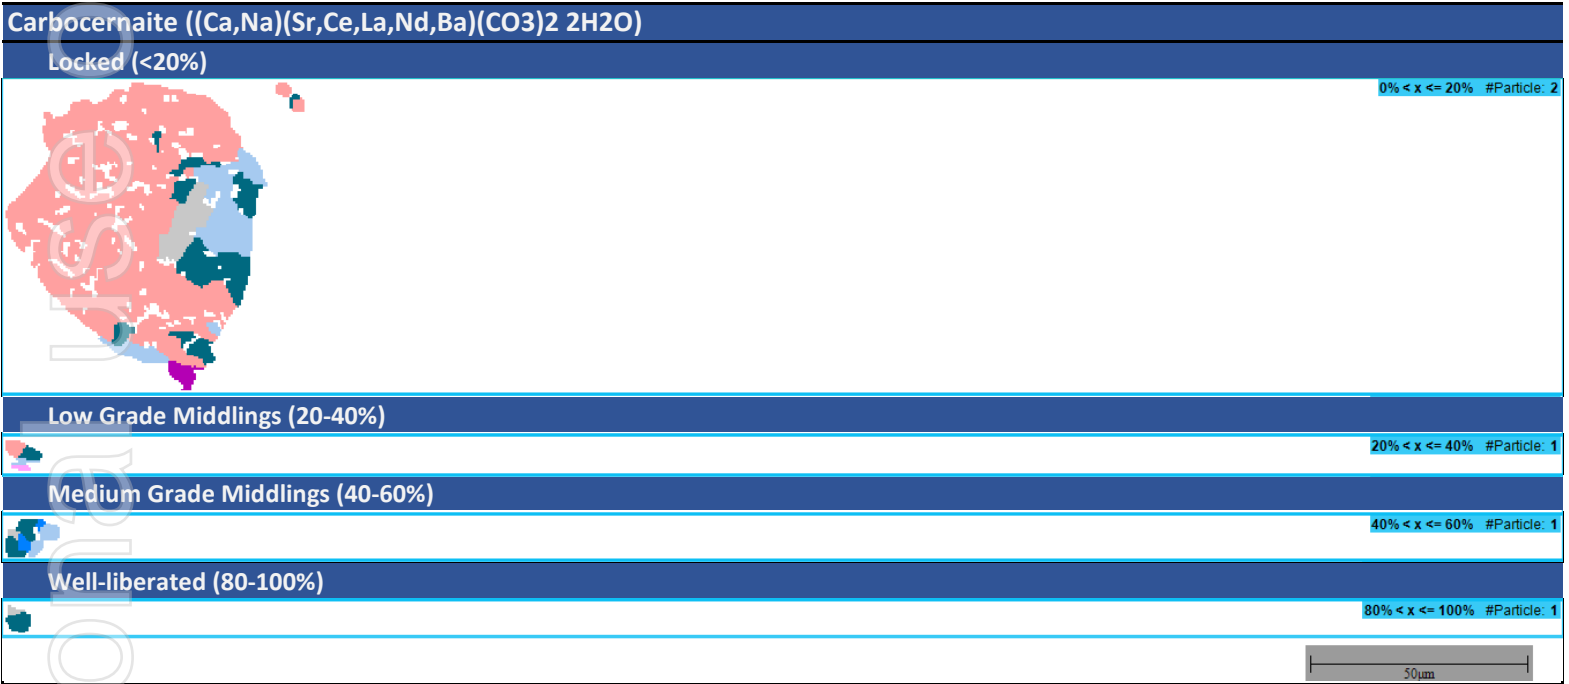 Carbocernaite ((Ca,Na)(Sr,Ce,La,Nd,Ba)(CO3)2 2H2O)
Locked (<20%)
0% < x <= 20% #Particle: 2
Low Grade Middlings (20-40%)
20% < x <= 40% #Particle: 1
Medium Grade Middlings (40-60%)
40% < x <= 60% #Particle: 1
Well-liberated (80-100%)
80% < x <= 100% #Particle: 1
50µm
onal use o